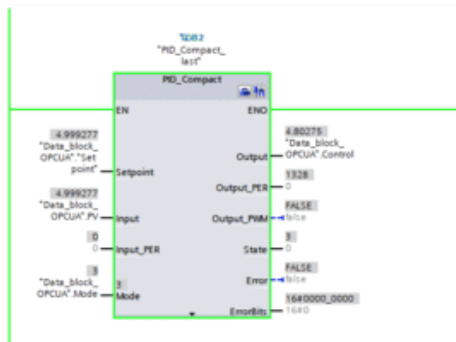 %DB2
"PID_Compact_
last"
PID_Compact
EN
ENO
4.999277
"Data_block_
OPCUA"."Set
point"
Setpoint
4.999277
"Data_block_
OPCUA".PV
Input
0
0
Input_PER
3
"Data_block_
OPCUA".Mode
3
Mode
4.80275
"Data_block_
OPCUA".Control
Output
1328
Output_PER
0
FALSE
Output_PWM
false
3
State
0
FALSE
Error
false
16#0000_0000
ErrorBits
16#0